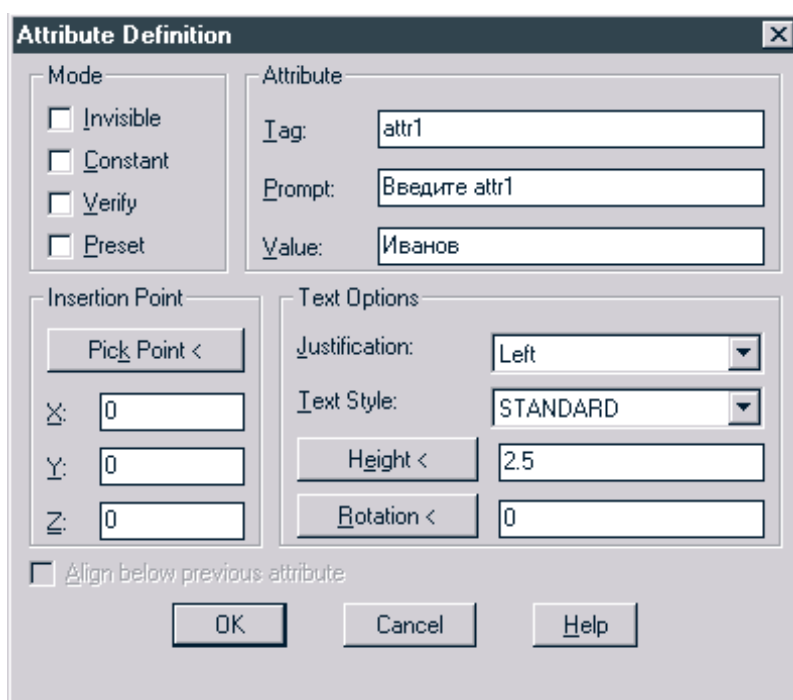 Attribute Definition
Mode
Invisible
Constant
Verify
Preset
Attribute
Tag: attr1
Prompt: Введите attr1
Value: Иванов
Insertion Point
Pick Point <
X: 0
Y: 0
Z: 0
Text Options
Justification: Left
Text Style: STANDARD
Height < 2.5
Rotation < 0
Align below previous attribute
OK Cancel Help